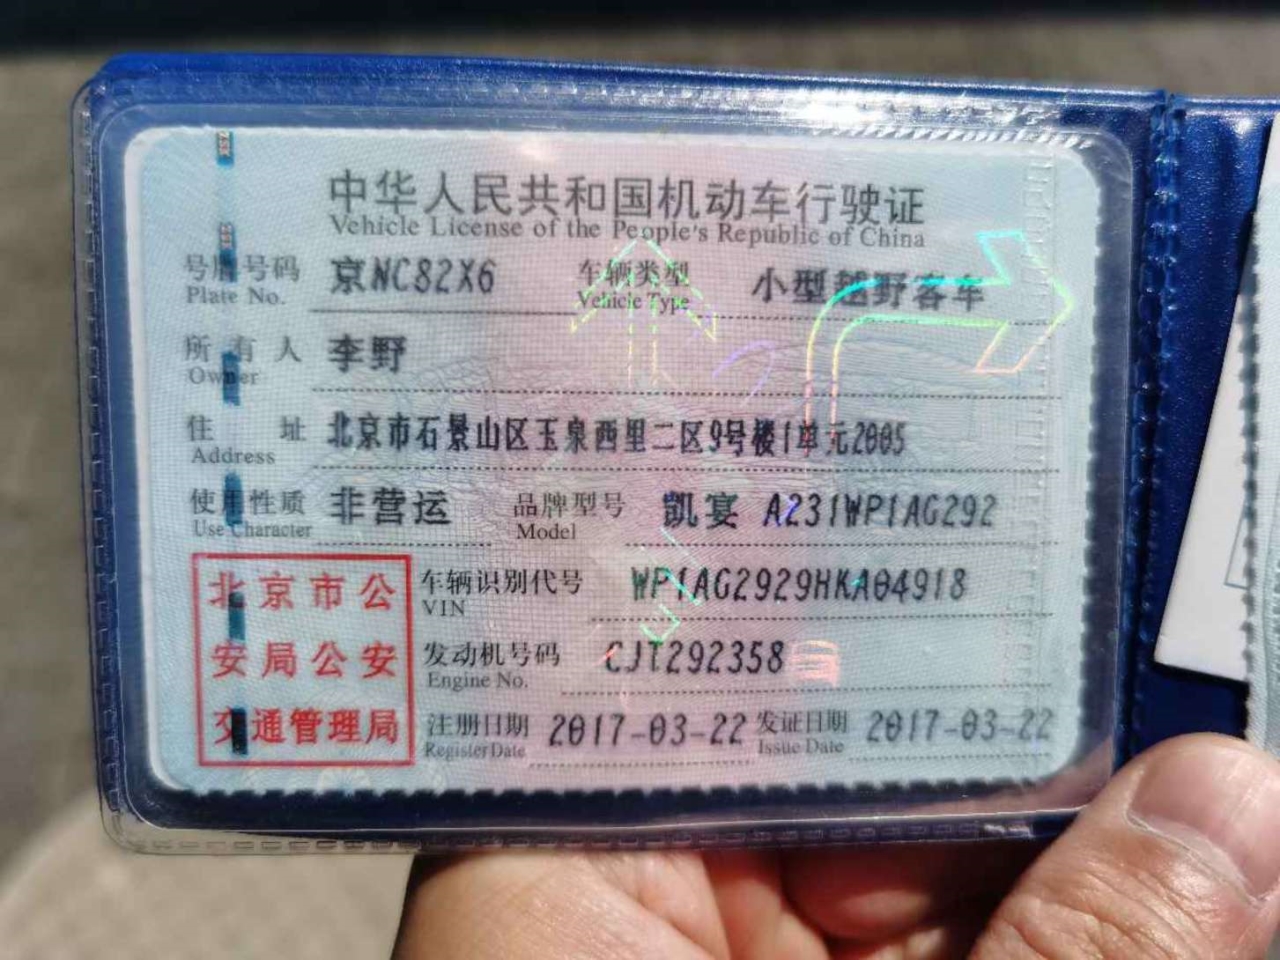 中华人民共和国机动车行驶证
Vehicle License of the People's Republic of China
号牌号码 京NC82X6 车辆类型 小型越野客车
Plate No. Vehicle Type
所有人 李野
Owner
住址 北京市石景山区玉泉西里二区9号楼1单元2005
Address
使用性质 非营运 品牌型号 凯宴 A231WP1AG292
Use Character Model
车辆识别代号 WP1AG2929HKA04918
VIN
发动机号码 CJT292358
Engine No.
注册日期 2017-03-22 发证日期 2017-03-22
Register Date Issue Date
北京市公
安局公安
交通管理局